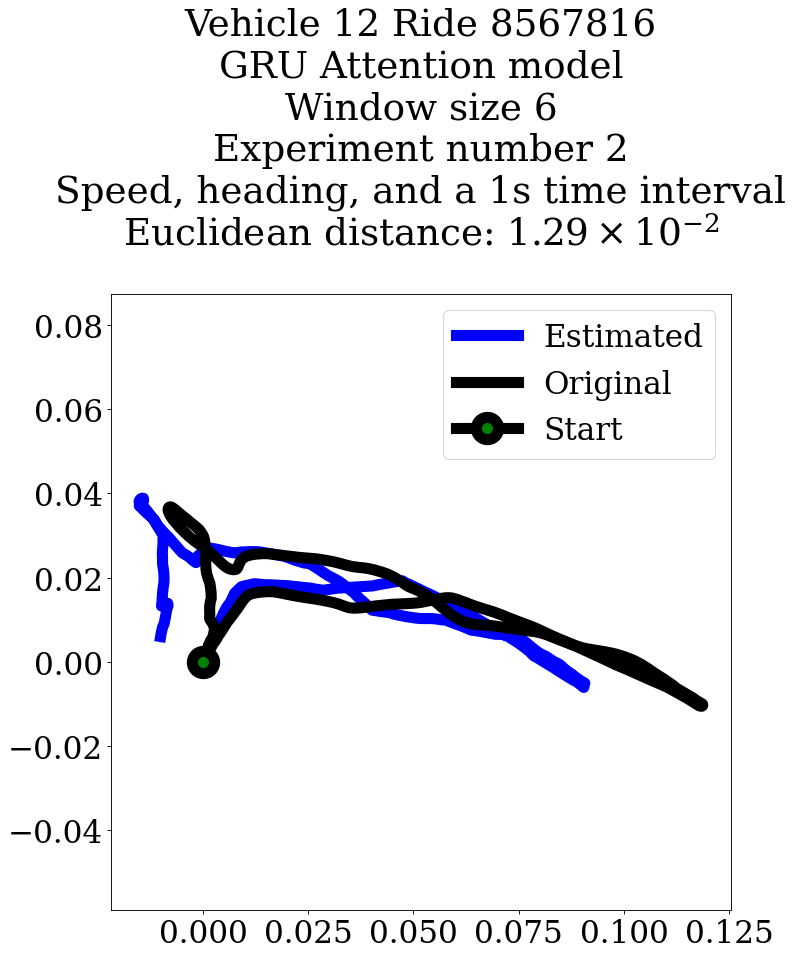 Vehicle 12 Ride 8567816
GRU Attention model
Window size 6
Experiment number 2
Speed, heading, and a 1s time interval
Euclidean distance: 1.29 × 10⁻²
Estimated
Original
Start
0.08
0.06
0.04
0.02
0.00
−0.02
−0.04
0.000 0.025 0.050 0.075 0.100 0.125